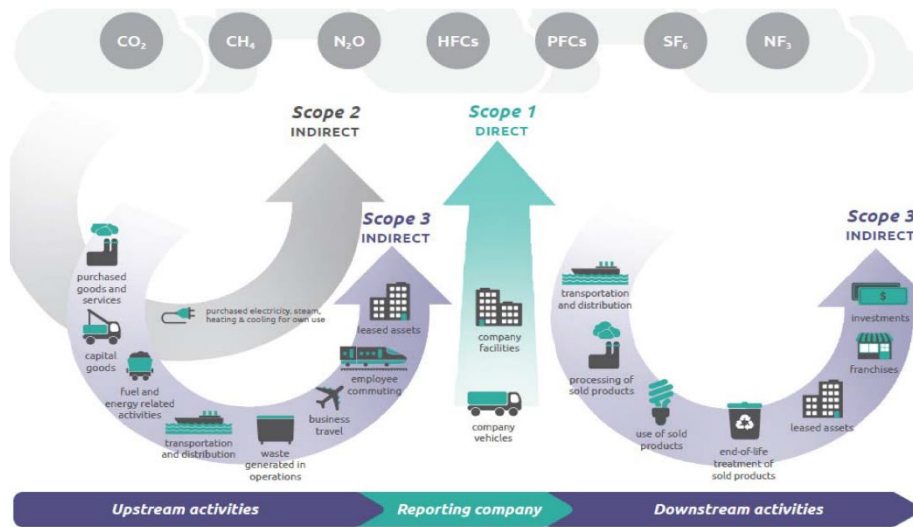 CO₂ CH₄ N₂O HFCs PFCs SF₆ NF₃
Scope 2
INDIRECT
Scope 1
DIRECT
Scope 3
INDIRECT
Scope 3
INDIRECT
purchased
goods and
services
capital
goods
fuel and
energy related
activities
purchased electricity, steam,
heating & cooling for own use
transportation
and distribution
waste
generated in
operations
business
travel
employee
commuting
leased assets
company
facilities
company
vehicles
transportation
and distribution
processing of
sold products
use of sold
products
end-of-life
treatment of
sold products
leased assets
franchises
investments
$
Upstream activities
Reporting company
Downstream activities